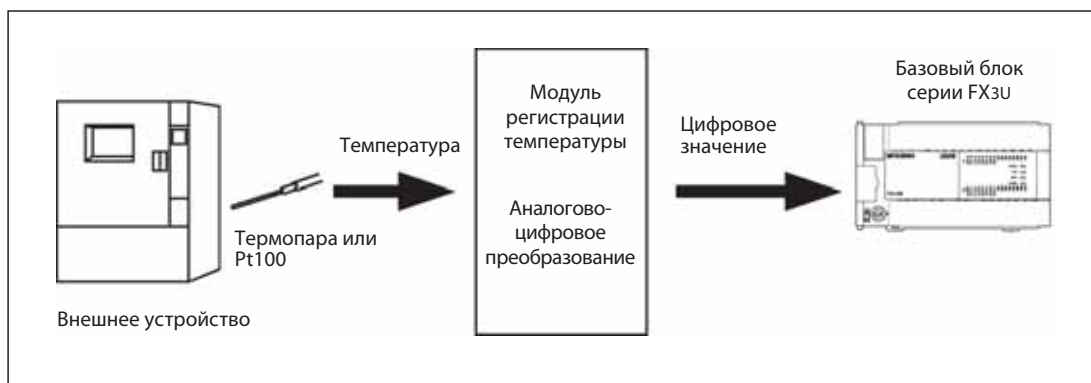 Внешнее устройство
Термопара или
Pt100
Температура
Модуль
регистрации
температуры
Аналогово-
цифровое
преобразование
Цифровое
значение
Базовый блок
серии FX3U